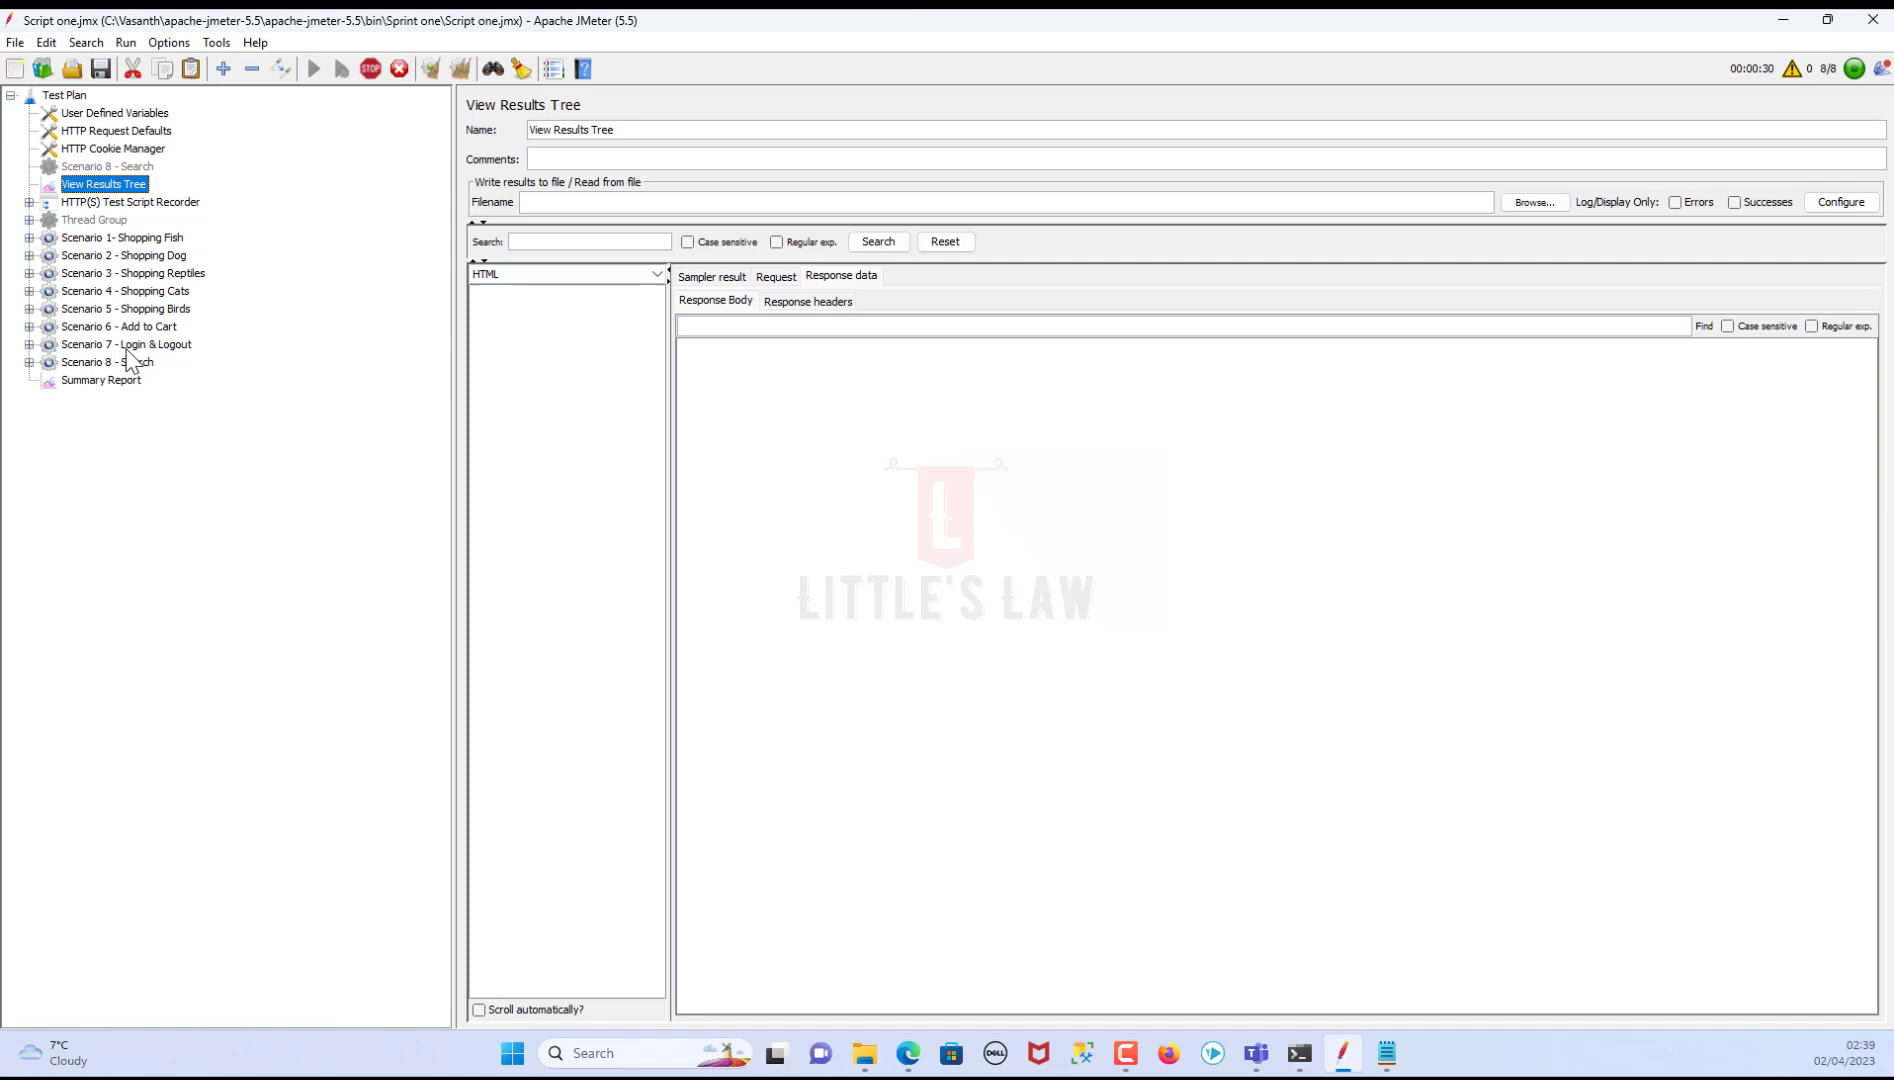 Script one.jmx (C:\Vasanth\apache-jmeter-5.5\apache-jmeter-5.5\bin\Sprint one\Script one.jmx) - Apache JMeter (5.5)
File Edit Search Run Options Tools Help
STOP
00:00:30 0 8/8
Test Plan
User Defined Variables
HTTP Request Defaults
HTTP Cookie Manager
Scenario 8 - Search
View Results Tree
HTTP(S) Test Script Recorder
Thread Group
Scenario 1- Shopping Fish
Scenario 2 - Shopping Dog
Scenario 3 - Shopping Reptiles
Scenario 4 - Shopping Cats
Scenario 5 - Shopping Birds
Scenario 6 - Add to Cart
Scenario 7 - Login & Logout
Scenario 8 - Search
Summary Report
View Results Tree
Name: View Results Tree
Comments:
Write results to file / Read from file
Filename Browse... Log/Display Only: Errors Successes Configure
Search: Case sensitive Regular exp. Search Reset
HTML
Sampler result Request Response data
Response Body Response headers
Find Case sensitive Regular exp.
L
LITTLE'S LAW
Scroll automatically?
7°C
Cloudy
Search
DELL
02:39
02/04/2023